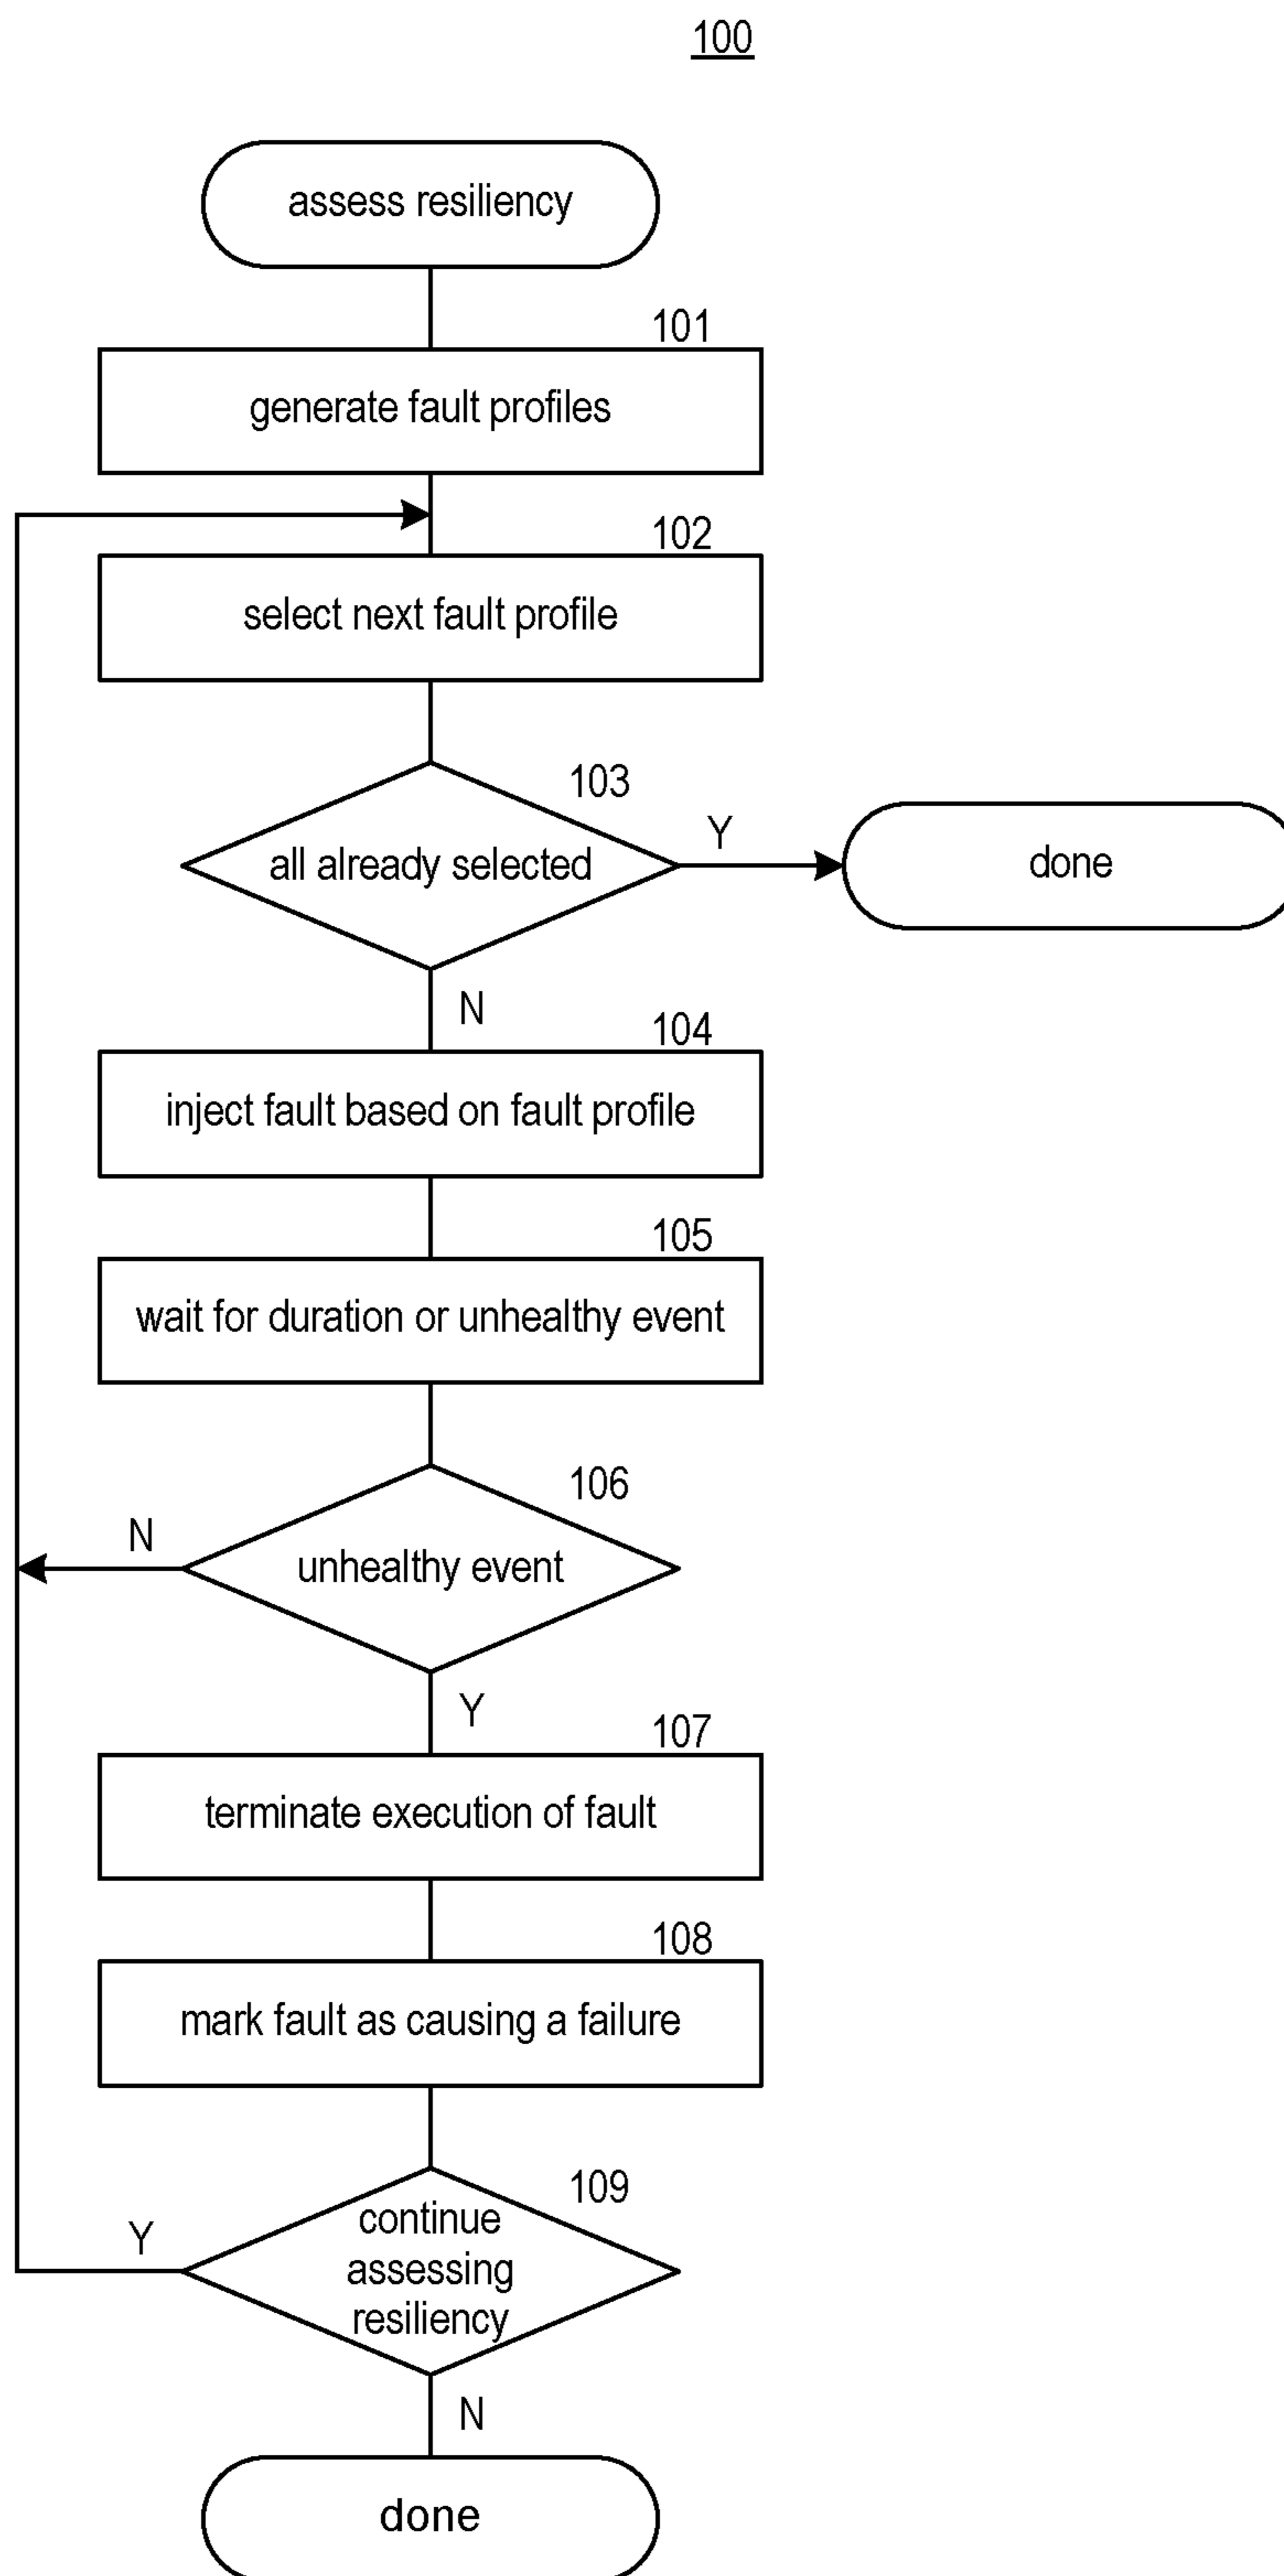 100
assess resiliency
101
generate fault profiles
102
select next fault profile
103
all already selected
Y
done
N
104
inject fault based on fault profile
105
wait for duration or unhealthy event
106
N
unhealthy event
Y
107
terminate execution of fault
108
mark fault as causing a failure
109
Y
continue
assessing
resiliency
N
done